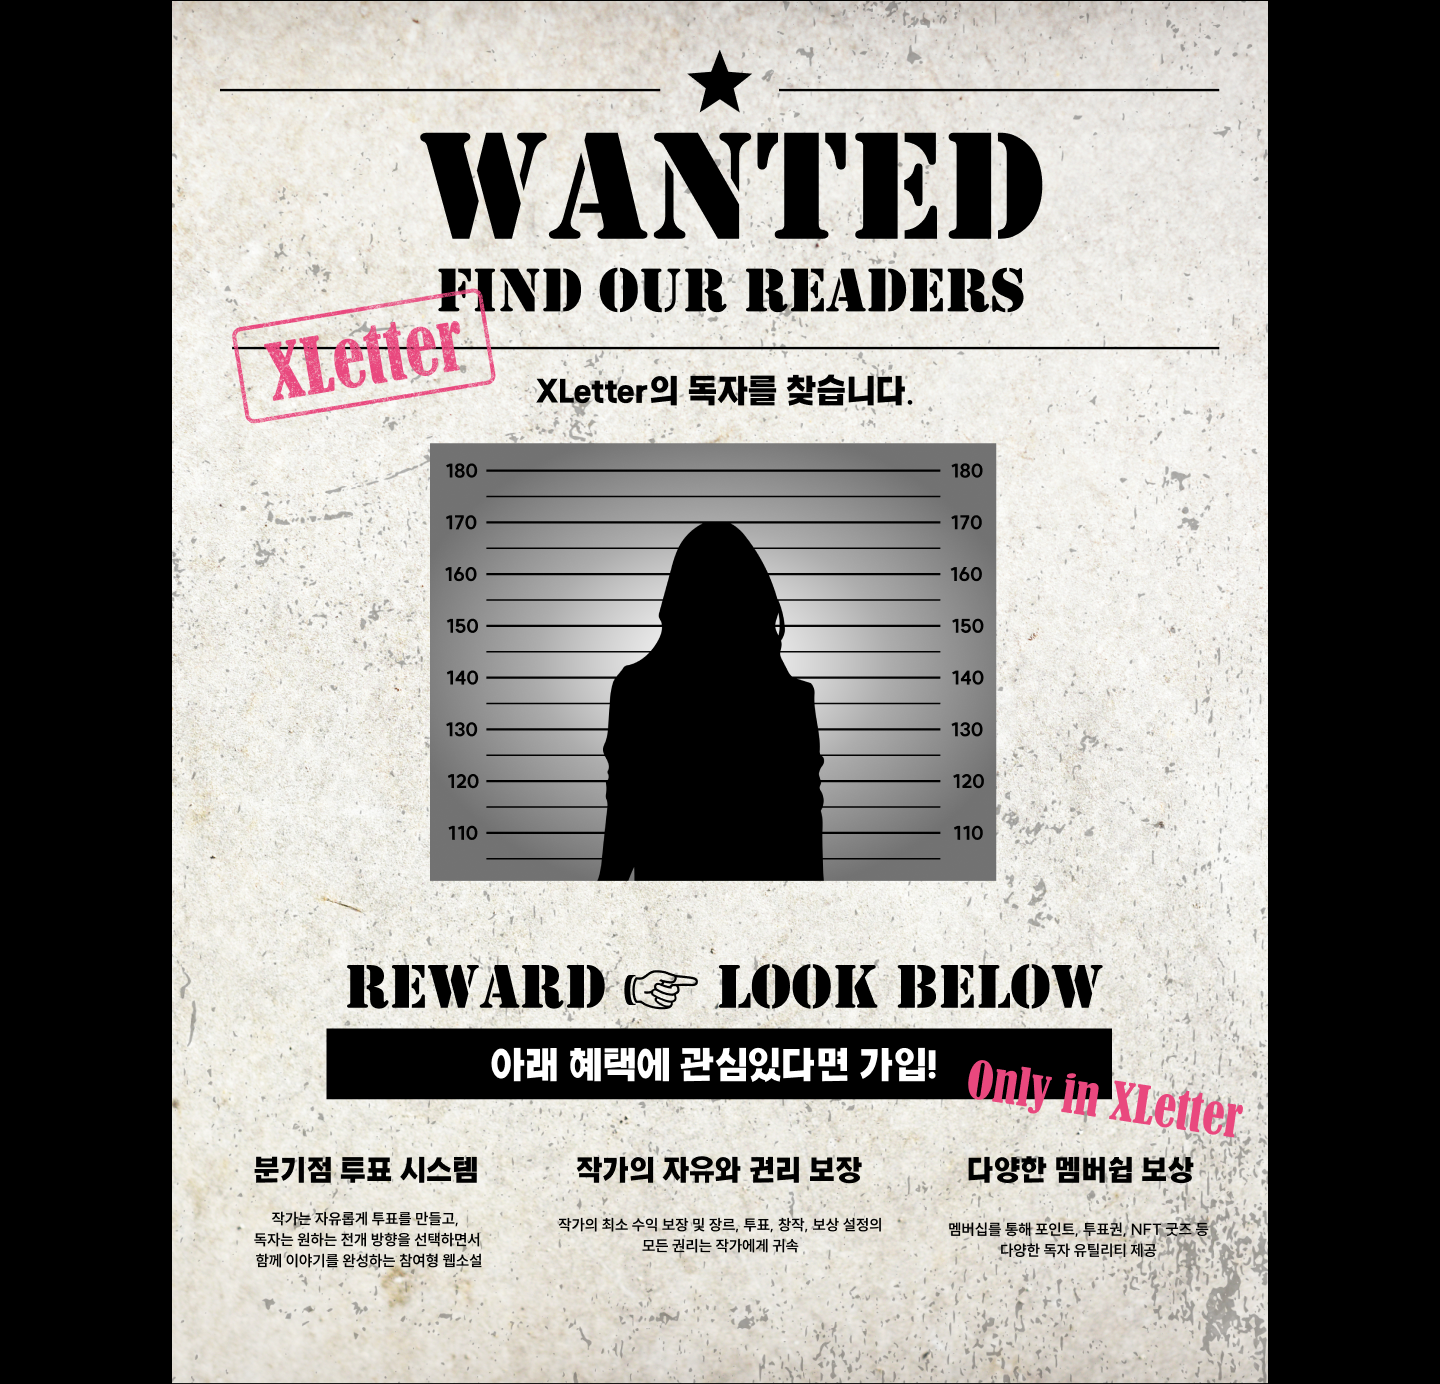 WANTED
FIND OUR READERS
XLetter
XLetter의 독자를 찾습니다.
180 180
170 170
160 160
150 150
140 140
130 130
120 120
110 110
REWARD LOOK BELOW
아래 혜택에 관심있다면 가입!
Only in XLetter
분기점 투표 시스템
작가는 자유롭게 투표를 만들고,
독자는 원하는 전개 방향을 선택하면서
함께 이야기를 완성하는 참여형 웹소설
작가의 자유와 권리 보장
작가의 최소 수익 보장 및 장르, 투표, 창작, 보상 설정의
모든 권리는 작가에게 귀속
다양한 멤버쉽 보상
멤버십를 통해 포인트, 투표권, NFT 굿즈 등
다양한 독자 유틸리티 제공